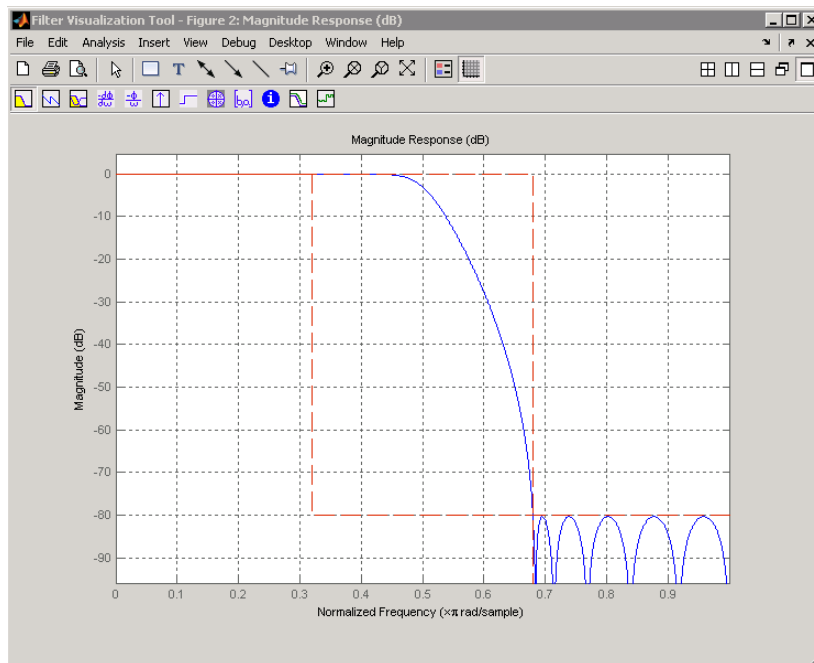 Filter Visualization Tool - Figure 2: Magnitude Response (dB)
File Edit Analysis Insert View Debug Desktop Window Help
Magnitude Response (dB)
0
-10
-20
-30
-40
-50
-60
-70
-80
-90
Magnitude (dB)
0 0.1 0.2 0.3 0.4 0.5 0.6 0.7 0.8 0.9
Normalized Frequency (×π rad/sample)